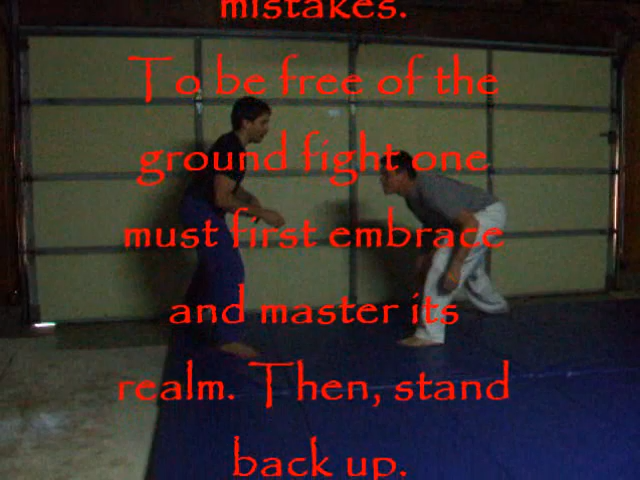 mistakes.
To be free of the
ground fight one
must first embrace
and master its
realm. Then, stand
back up.